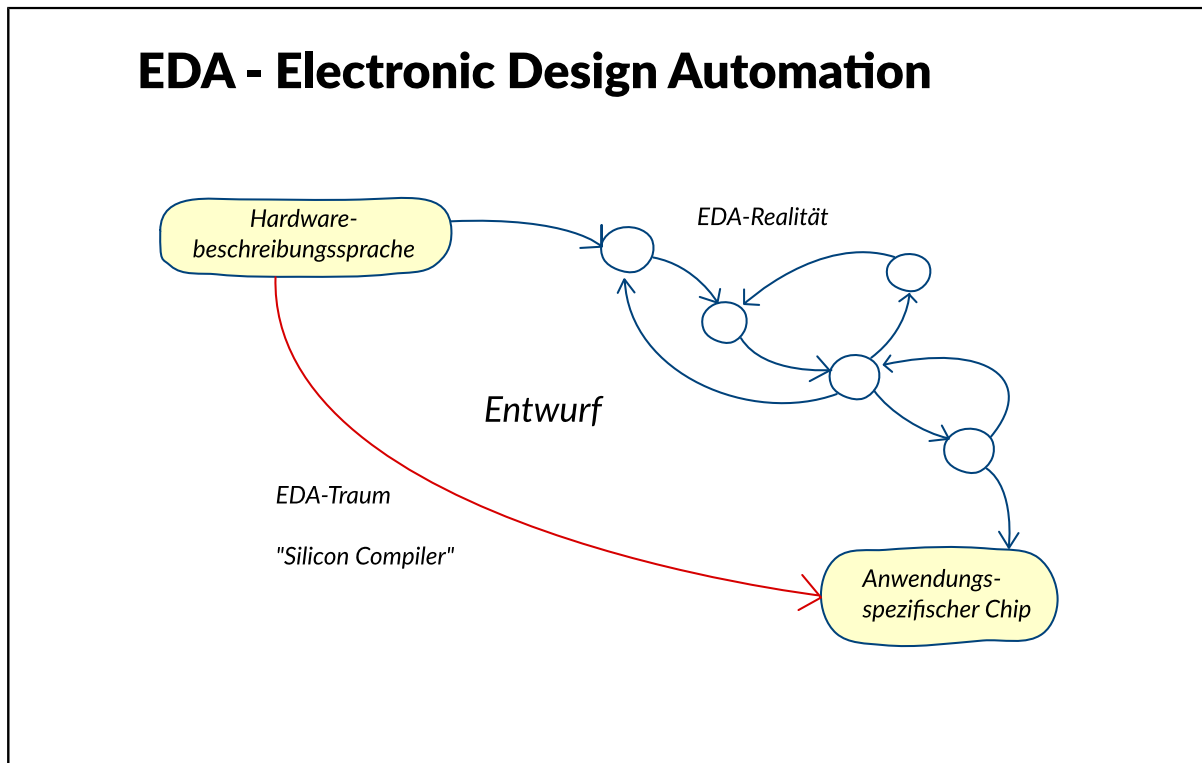 EDA - Electronic Design Automation
Hardware-
beschreibungssprache
EDA-Realität
Entwurf
EDA-Traum
"Silicon Compiler"
Anwendungs-
spezifischer Chip